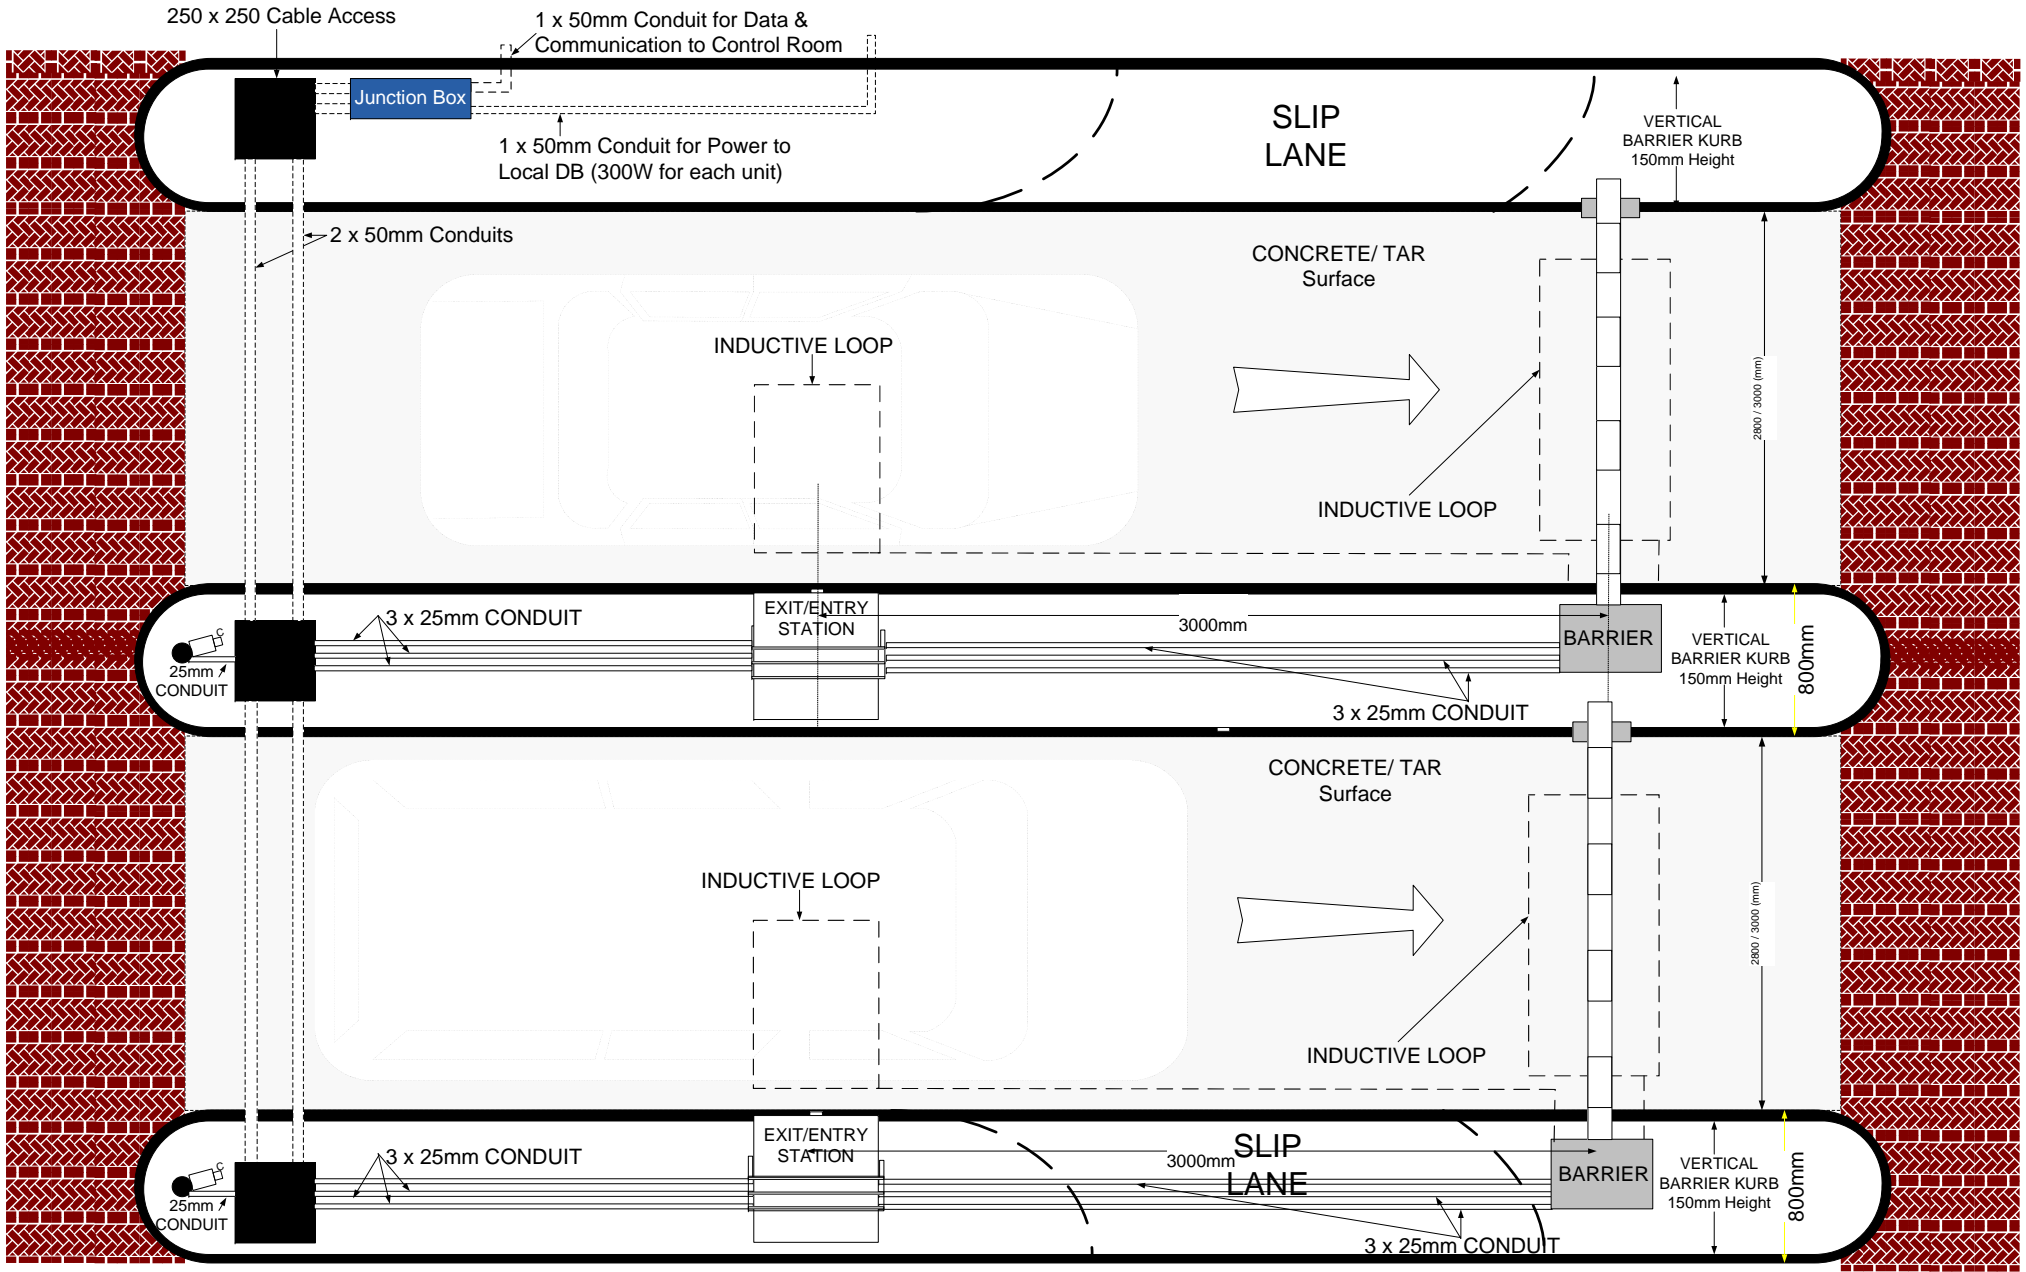 250 x 250 Cable Access
1 x 50mm Conduit for Data &
Communication to Control Room
Junction Box
1 x 50mm Conduit for Power to
Local DB (300W for each unit)
SLIP
LANE
VERTICAL
BARRIER KURB
150mm Height
2 x 50mm Conduits
CONCRETE/ TAR
Surface
INDUCTIVE LOOP
2800 / 3000 (mm)
INDUCTIVE LOOP
3 x 25mm CONDUIT
EXIT/ENTRY
STATION
3000mm
BARRIER
VERTICAL
BARRIER KURB
150mm Height
800mm
C
25mm
CONDUIT
3 x 25mm CONDUIT
CONCRETE/ TAR
Surface
INDUCTIVE LOOP
2800 / 3000 (mm)
INDUCTIVE LOOP
3 x 25mm CONDUIT
EXIT/ENTRY
STATION
3000mm
SLIP
LANE
BARRIER
VERTICAL
BARRIER KURB
150mm Height
800mm
C
25mm
CONDUIT
3 x 25mm CONDUIT